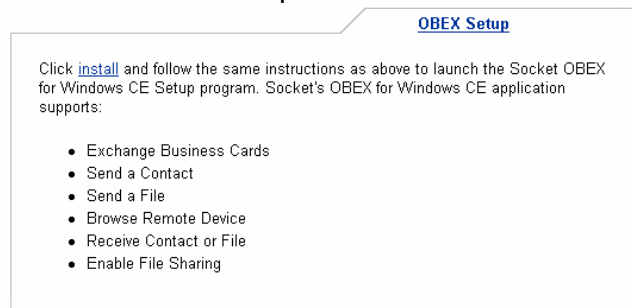 OBEX Setup
Click install and follow the same instructions as above to launch the Socket OBEX
for Windows CE Setup program. Socket's OBEX for Windows CE application
supports:
• Exchange Business Cards
• Send a Contact
• Send a File
• Browse Remote Device
• Receive Contact or File
• Enable File Sharing